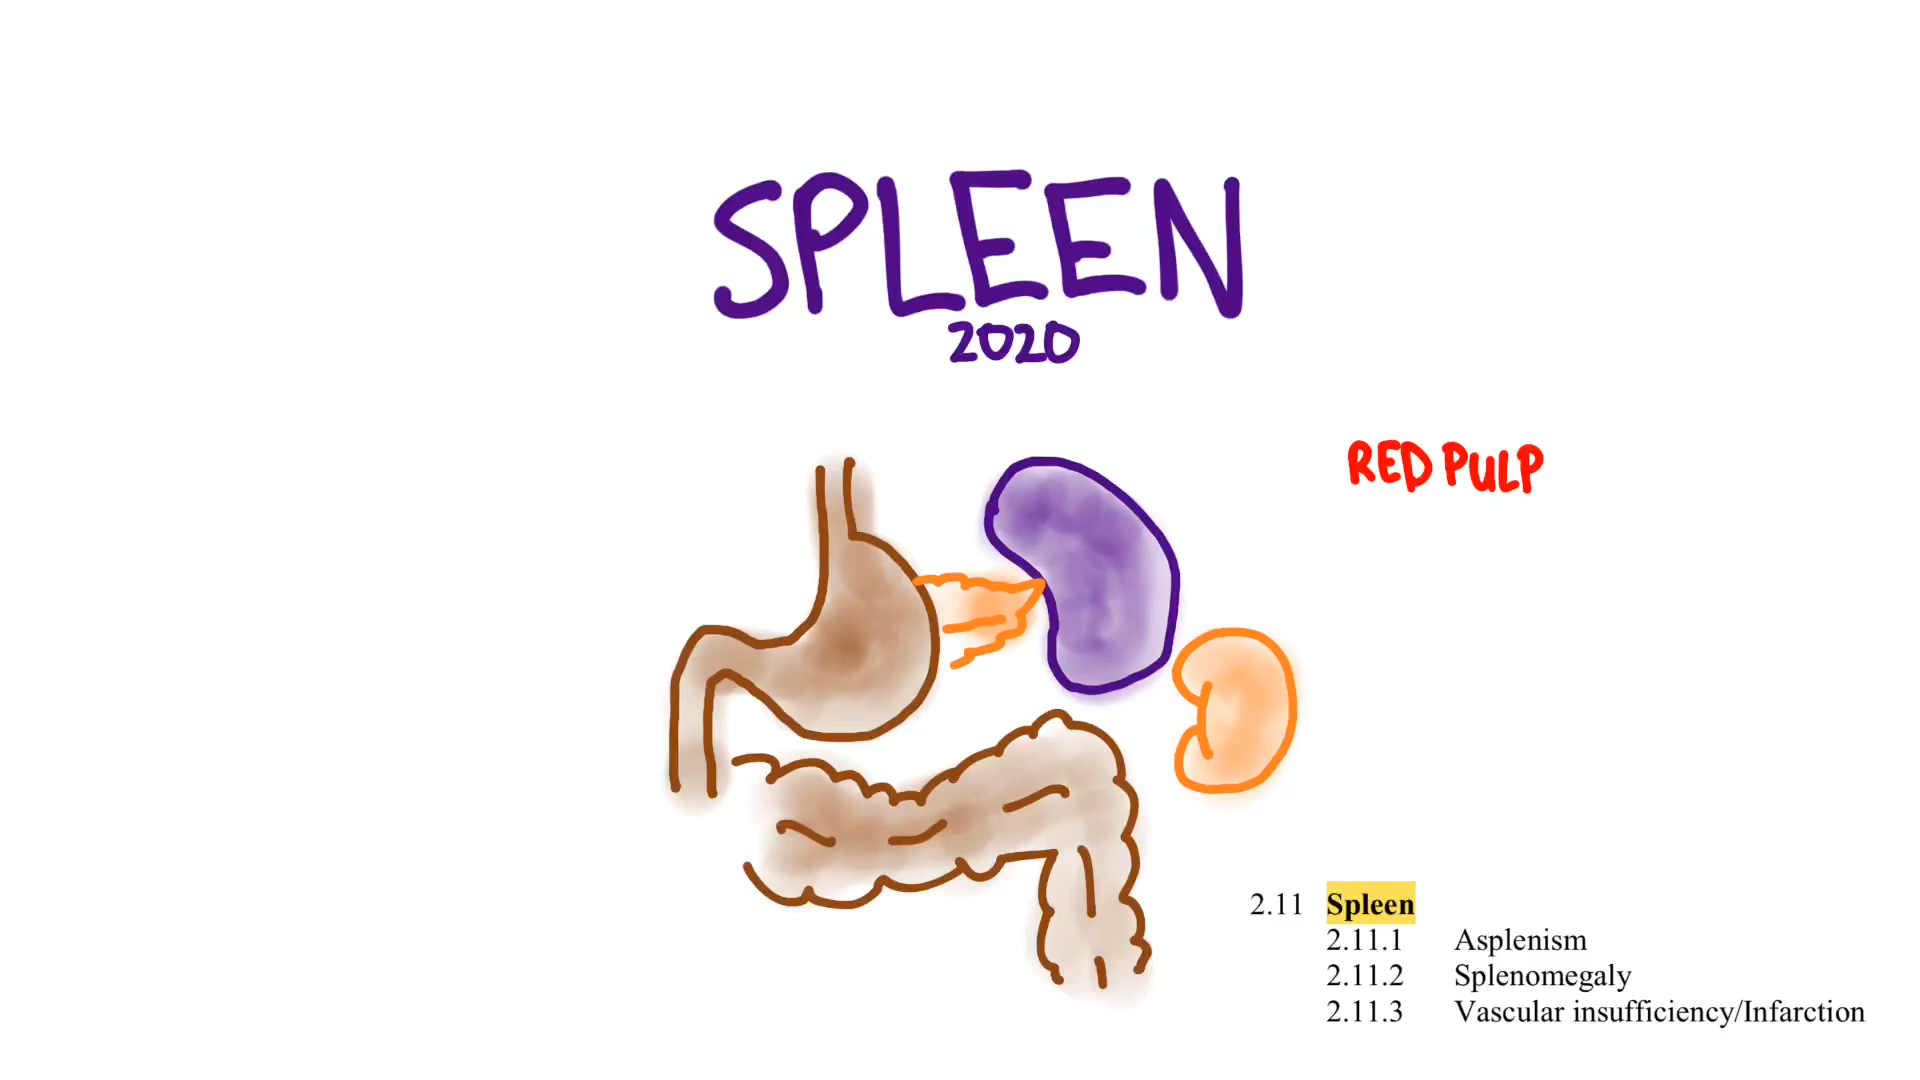 SPLEEN
2020
RED PULP
2.11 Spleen
2.11.1 Asplenism
2.11.2 Splenomegaly
2.11.3 Vascular insufficiency/Infarction